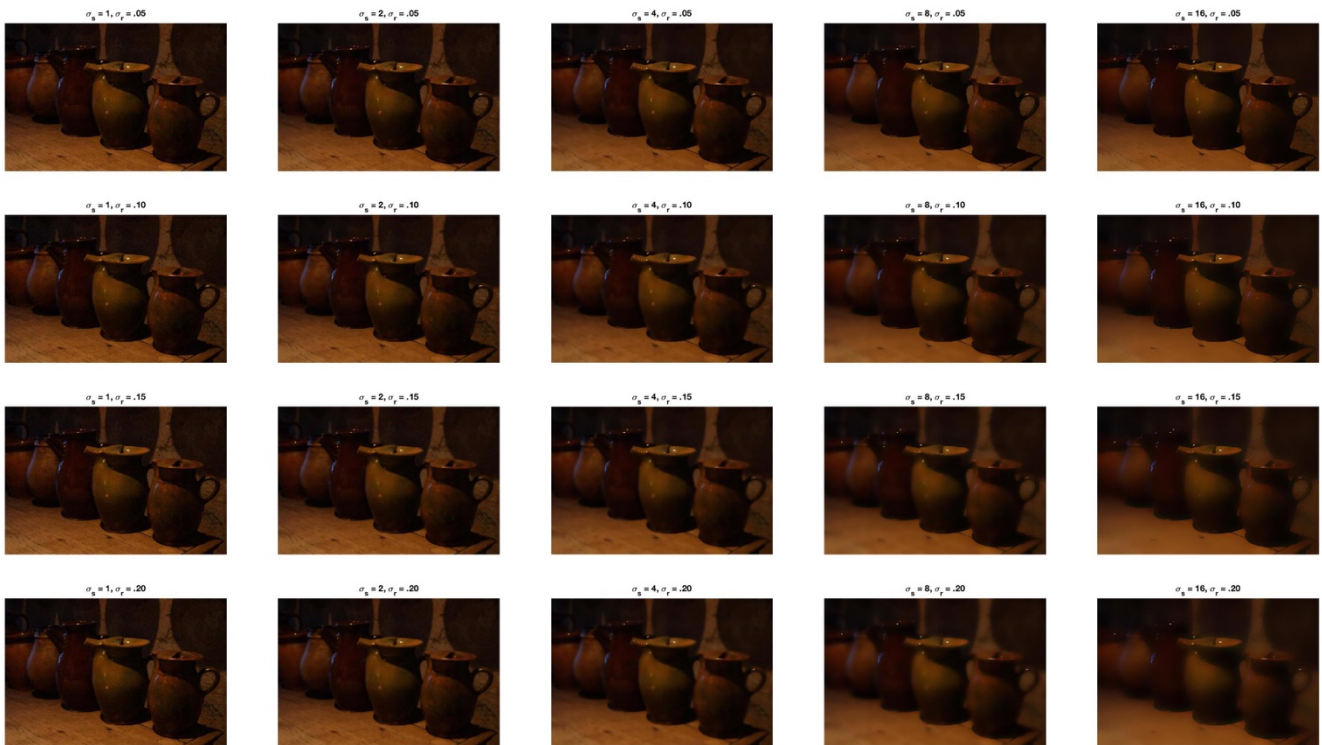 σs = 1, σr = .05
σs = 2, σr = .05
σs = 4, σr = .05
σs = 8, σr = .05
σs = 16, σr = .05
σs = 1, σr = .10
σs = 2, σr = .10
σs = 4, σr = .10
σs = 8, σr = .10
σs = 16, σr = .10
σs = 1, σr = .15
σs = 2, σr = .15
σs = 4, σr = .15
σs = 8, σr = .15
σs = 16, σr = .15
σs = 1, σr = .20
σs = 2, σr = .20
σs = 4, σr = .20
σs = 8, σr = .20
σs = 16, σr = .20